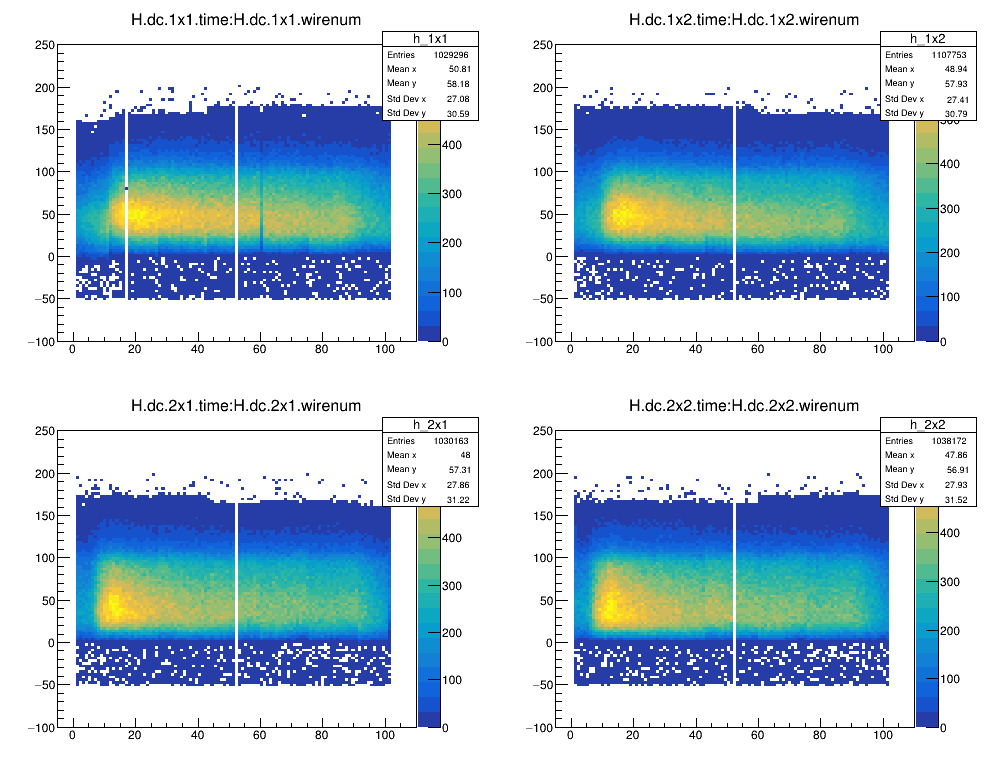 H.dc.1x1.time:H.dc.1x1.wirenum
h_1x1
Entries 1029296
Mean x 50.81
Mean y 58.18
Std Dev x 27.08
Std Dev y 30.59
250
200
150
100
50
0
−50
−100
0 20 40 60 80 100
400
300
200
100
0
H.dc.1x2.time:H.dc.1x2.wirenum
h_1x2
Entries 1107753
Mean x 48.94
Mean y 57.93
Std Dev x 27.41
Std Dev y 30.79
250
200
150
100
50
0
−50
−100
0 20 40 60 80 100
500
400
300
200
100
0
H.dc.2x1.time:H.dc.2x1.wirenum
h_2x1
Entries 1030163
Mean x 48
Mean y 57.31
Std Dev x 27.86
Std Dev y 31.22
250
200
150
100
50
0
−50
−100
0 20 40 60 80 100
400
300
200
100
0
H.dc.2x2.time:H.dc.2x2.wirenum
h_2x2
Entries 1038172
Mean x 47.86
Mean y 56.91
Std Dev x 27.93
Std Dev y 31.52
250
200
150
100
50
0
−50
−100
0 20 40 60 80 100
400
300
200
100
0